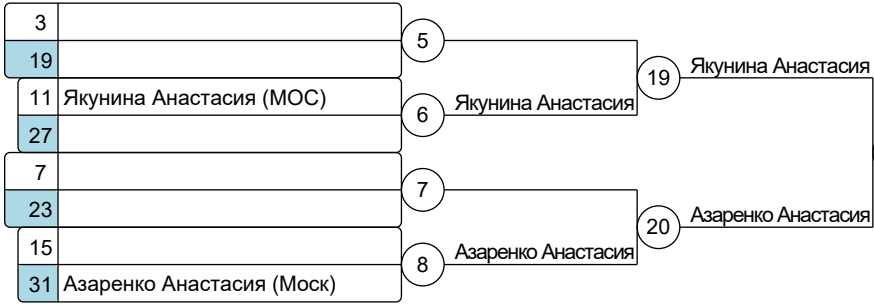 3
5
19
Якунина Анастасия
19
11 Якунина Анастасия (МОС)
6
Якунина Анастасия
27
7
7
23
20
Азаренко Анастасия
15
8
Азаренко Анастасия
31 Азаренко Анастасия (Моск)